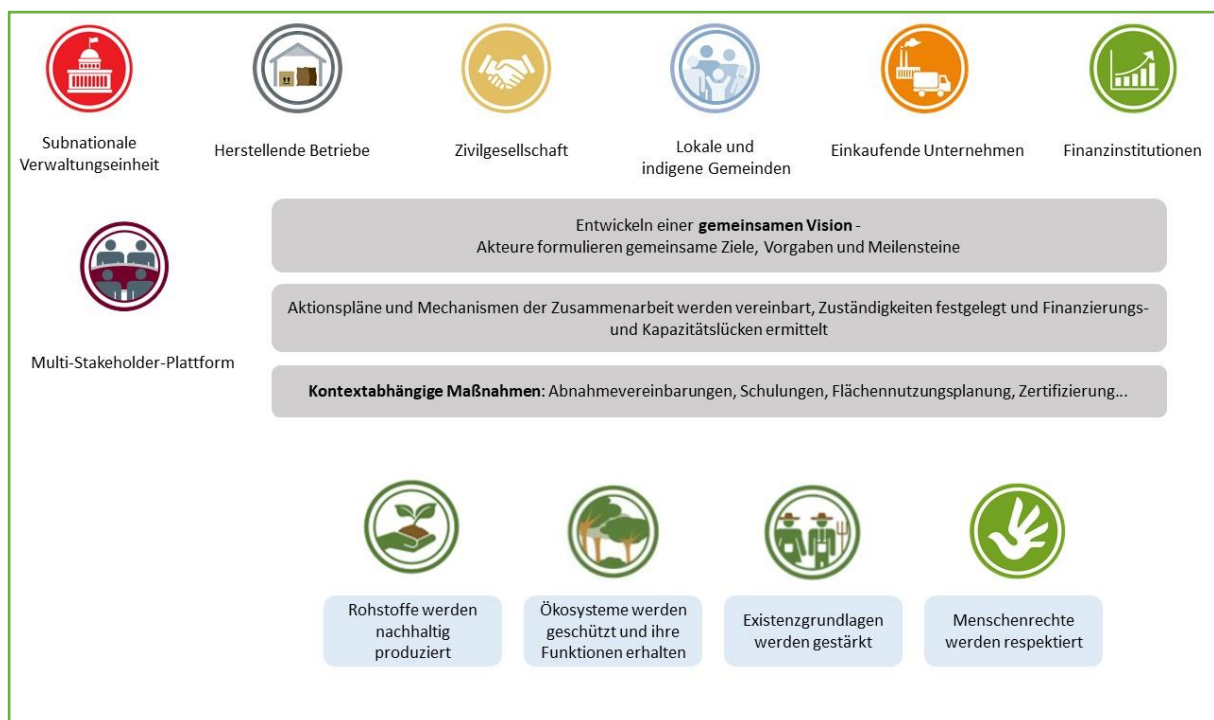 Subnationale
Verwaltungseinheit
Herstellende Betriebe
Zivilgesellschaft
Lokale und
indigene Gemeinden
Einkaufende Unternehmen
Finanzinstitutionen
Multi-Stakeholder-Plattform
Entwickeln einer gemeinsamen Vision -
Akteure formulieren gemeinsame Ziele, Vorgaben und Meilensteine
Aktionspläne und Mechanismen der Zusammenarbeit werden vereinbart, Zuständigkeiten festgelegt und Finanzierungs-
und Kapazitätslücken ermittelt
Kontextabhängige Maßnahmen: Abnahmevereinbarungen, Schulungen, Flächennutzungsplanung, Zertifizierung...
Rohstoffe werden
nachhaltig
produziert
Ökosysteme werden
geschützt und ihre
Funktionen erhalten
Existenzgrundlagen
werden gestärkt
Menschenrechte
werden respektiert